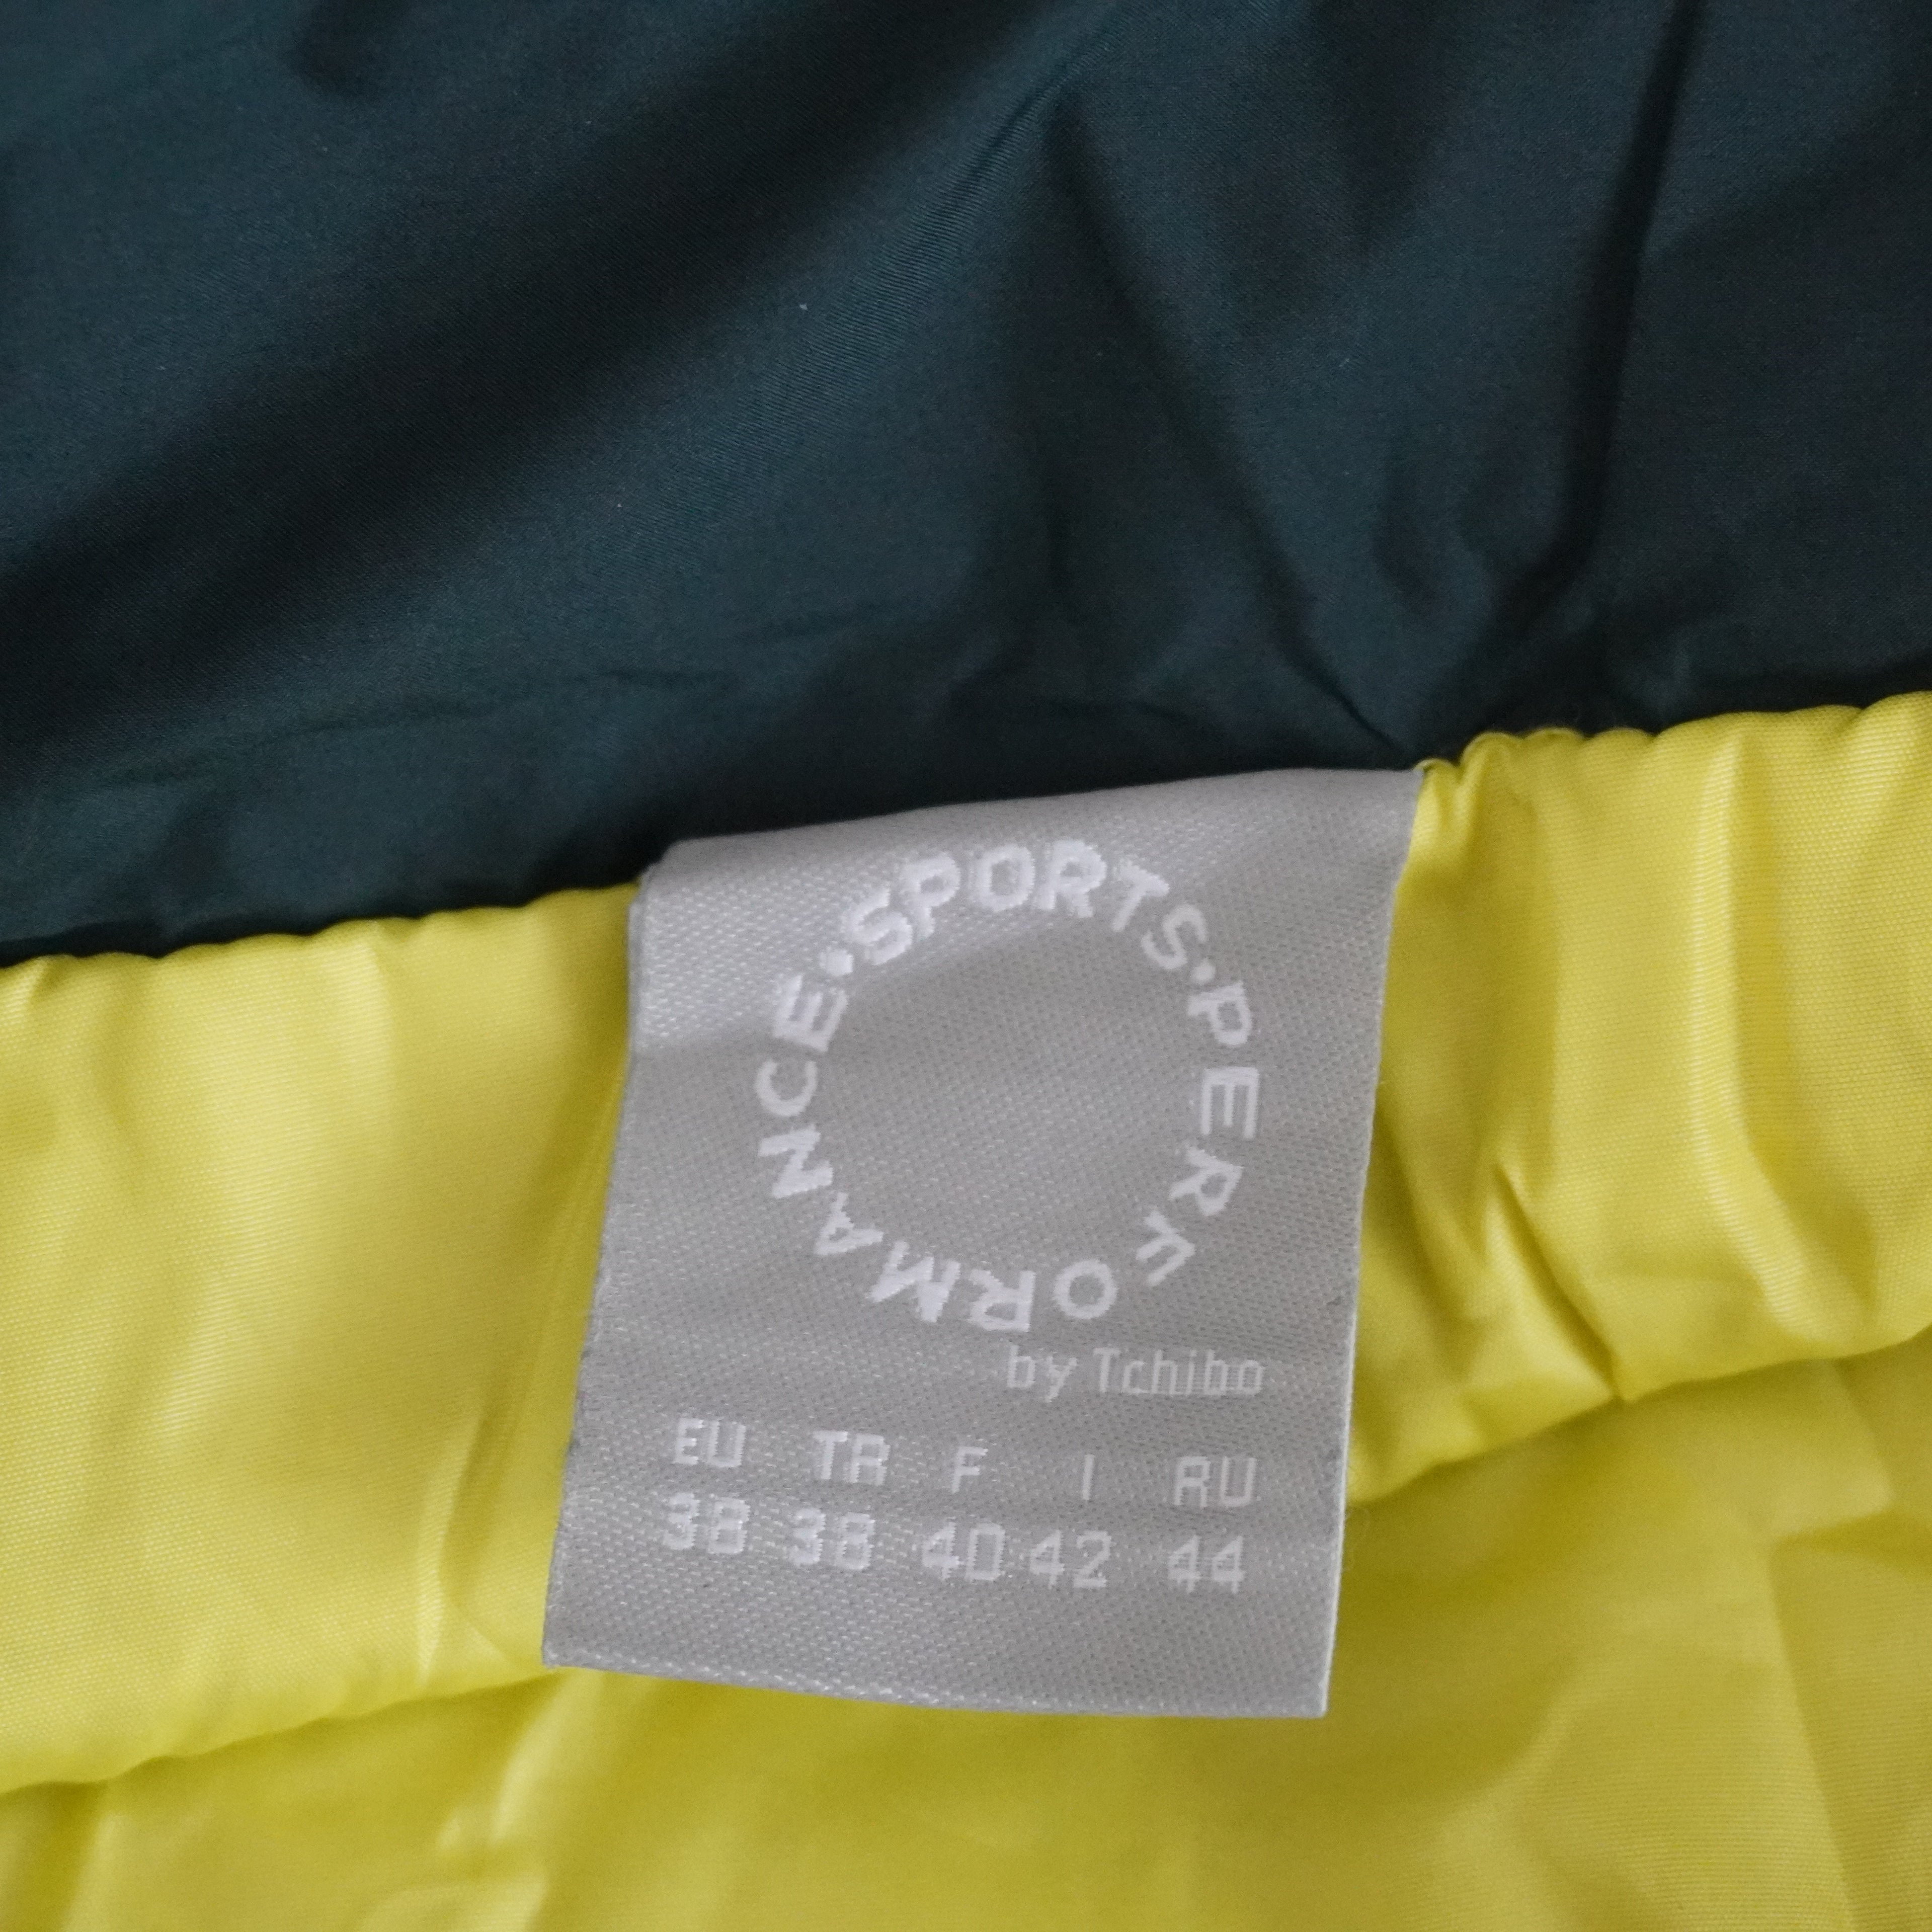 ·SPORTS·PERFORMANCE
by Tchibo
EU TR F I RU
38 38 40 42 44